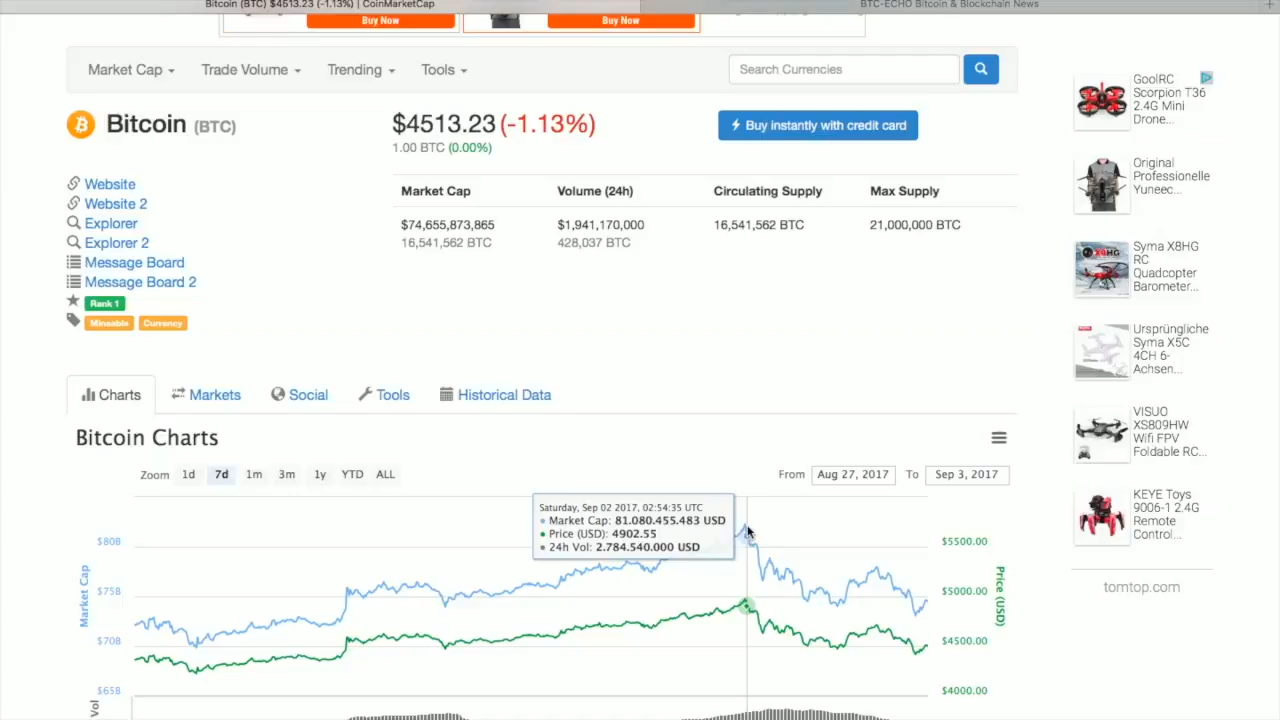 Bitcoin (BTC) $4513.23 (-1.13%) | CoinMarketCap
BTC-ECHO Bitcoin & Blockchain News
Buy Now
Buy Now
Market Cap
Trade Volume
Trending
Tools
Search Currencies
Bitcoin (BTC)
$4513.23 (-1.13%)
1.00 BTC (0.00%)
Buy instantly with credit card
Website
Website 2
Explorer
Explorer 2
Message Board
Message Board 2
Rank 1
Mineable
Currency
Market Cap
Volume (24h)
Circulating Supply
Max Supply
$74,655,873,865
$1,941,170,000
16,541,562 BTC
21,000,000 BTC
16,541,562 BTC
428,037 BTC
Charts
Markets
Social
Tools
Historical Data
Bitcoin Charts
Zoom 1d 7d 1m 3m 1y YTD ALL
From Aug 27, 2017 To Sep 3, 2017
Saturday, Sep 02 2017, 02:54:35 UTC
Market Cap: 81.080.455.483 USD
Price (USD): 4902.55
24h Vol: 2.784.540.000 USD
$80B
$75B
$70B
$65B
Market Cap
Vol
$5500.00
$5000.00
$4500.00
$4000.00
Price (USD)
GoolRC
Scorpion T36
2.4G Mini
Drone...
Original
Professionelle
Yuneec...
Syma X8HG
RC
Quadcopter
Barometer...
Ursprüngliche
Syma X5C
4CH 6-
Achsen...
VISUO
XS809HW
Wifi FPV
Foldable RC...
KEYE Toys
9006-1 2.4G
Remote
Control...
tomtop.com